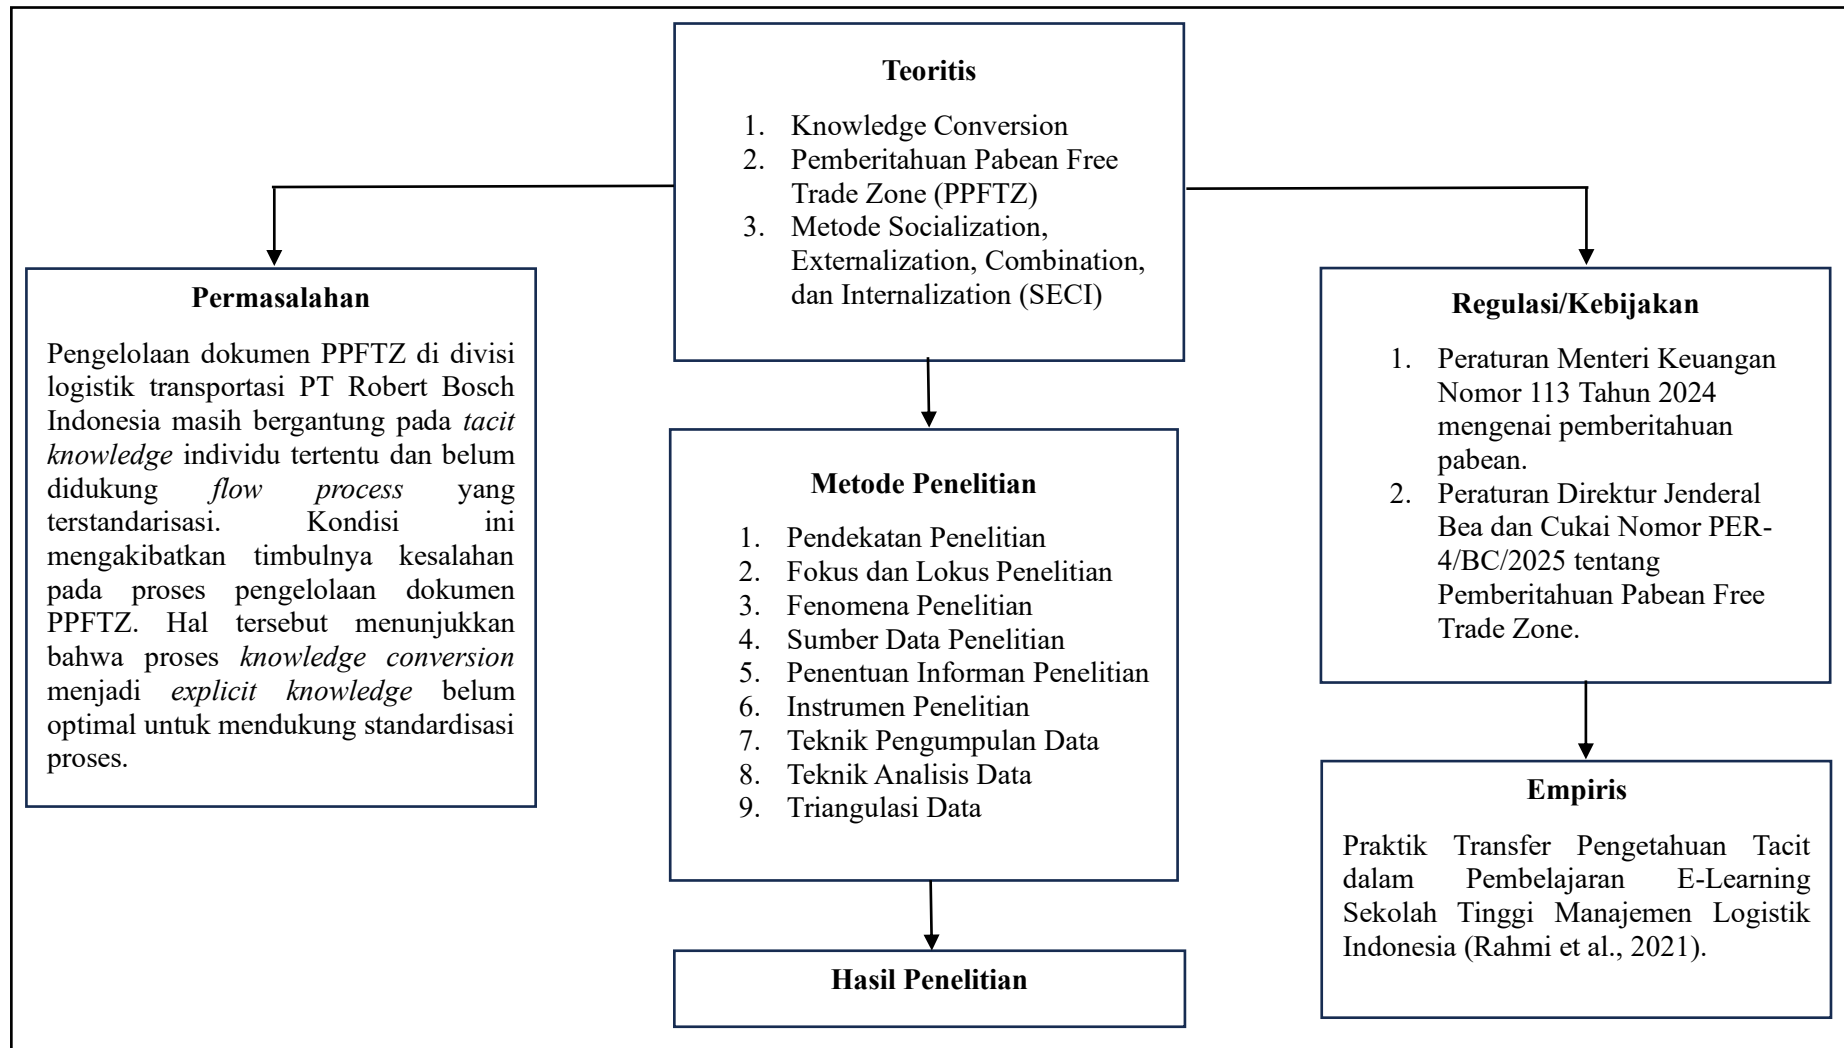 Teoritis
1. Knowledge Conversion
2. Pemberitahuan Pabean Free
Trade Zone (PPFTZ)
3. Metode Socialization,
Externalization, Combination,
dan Internalization (SECI)
Permasalahan
Pengelolaan dokumen PPFTZ di divisi
logistik transportasi PT Robert Bosch
Indonesia masih bergantung pada tacit
knowledge individu tertentu dan belum
didukung flow process yang
terstandarisasi. Kondisi ini
mengakibatkan timbulnya kesalahan
pada proses pengelolaan dokumen
PPFTZ. Hal tersebut menunjukkan
bahwa proses knowledge conversion
menjadi explicit knowledge belum
optimal untuk mendukung standardisasi
proses.
Metode Penelitian
1. Pendekatan Penelitian
2. Fokus dan Lokus Penelitian
3. Fenomena Penelitian
4. Sumber Data Penelitian
5. Penentuan Informan Penelitian
6. Instrumen Penelitian
7. Teknik Pengumpulan Data
8. Teknik Analisis Data
9. Triangulasi Data
Hasil Penelitian
Regulasi/Kebijakan
1. Peraturan Menteri Keuangan
Nomor 113 Tahun 2024
mengenai pemberitahuan
pabean.
2. Peraturan Direktur Jenderal
Bea dan Cukai Nomor PER-
4/BC/2025 tentang
Pemberitahuan Pabean Free
Trade Zone.
Empiris
Praktik Transfer Pengetahuan Tacit
dalam Pembelajaran E-Learning
Sekolah Tinggi Manajemen Logistik
Indonesia (Rahmi et al., 2021).